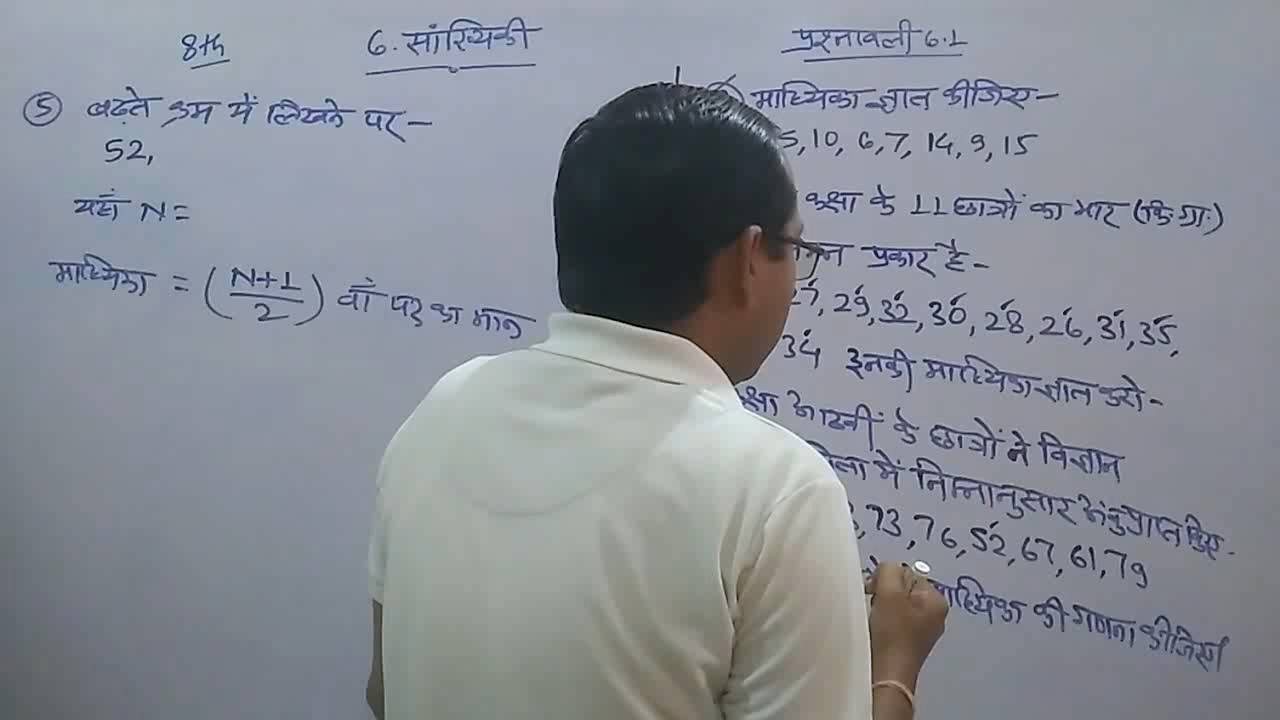 8th
6. सांख्यिकी
प्रश्नावली 6.1
⑤ बढ़ते क्रम में लिखने पर-
52,
यहाँ N =
माध्यिका = (N+1/2) वाँ पद का मान
माध्यिका ज्ञात कीजिए-
5, 10, 6, 7, 14, 9, 15
कक्षा के 11 छात्रों का भार (कि.ग्रा.)
प्रकार है-
27, 29, 32, 30, 28, 26, 31, 35,
34 इनकी माध्यिका ज्ञात करो-
आठवीं के छात्रों ने विज्ञान
में निम्नानुसार अंक प्राप्त किए-
73, 76, 52, 67, 61, 79
माध्यिका की गणना कीजिए।